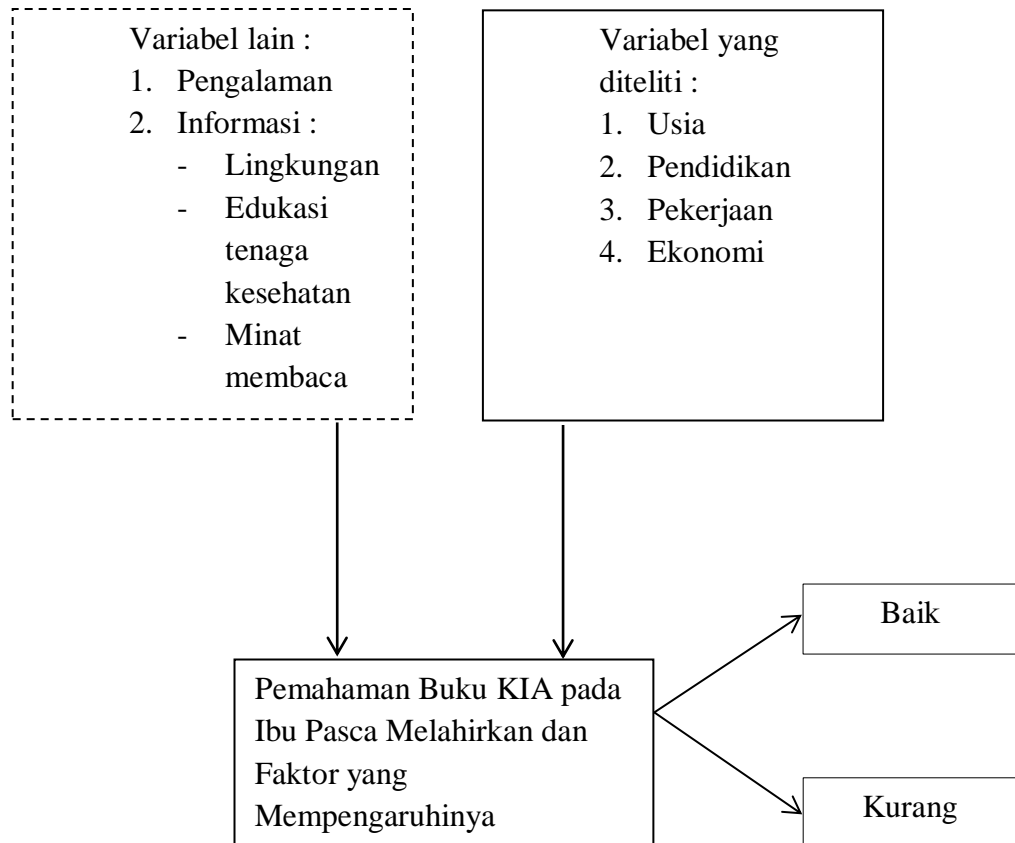 Variabel lain :
1. Pengalaman
2. Informasi :
- Lingkungan
- Edukasi
tenaga
kesehatan
- Minat
membaca
Variabel yang
diteliti :
1. Usia
2. Pendidikan
3. Pekerjaan
4. Ekonomi
Pemahaman Buku KIA pada
Ibu Pasca Melahirkan dan
Faktor yang
Mempengaruhinya
Baik
Kurang